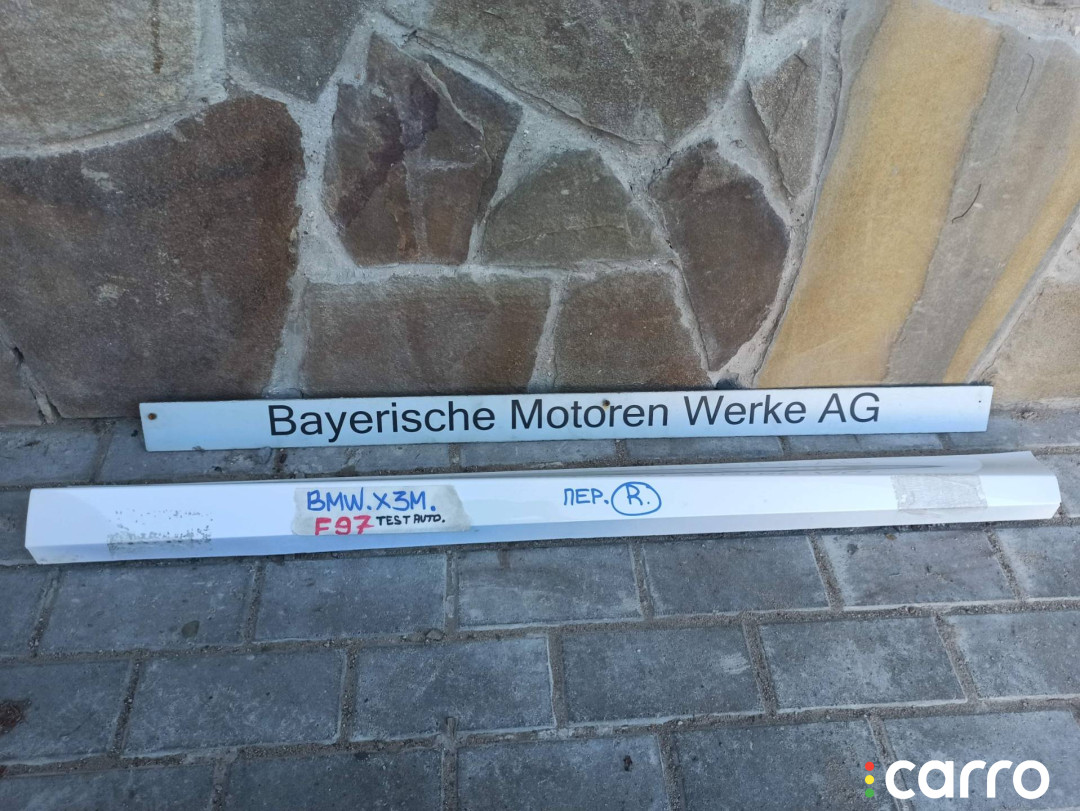 Bayerische Motoren Werke AG
BMW.X3M.
F97 TEST AUTO.
ПЕР. R.
carro